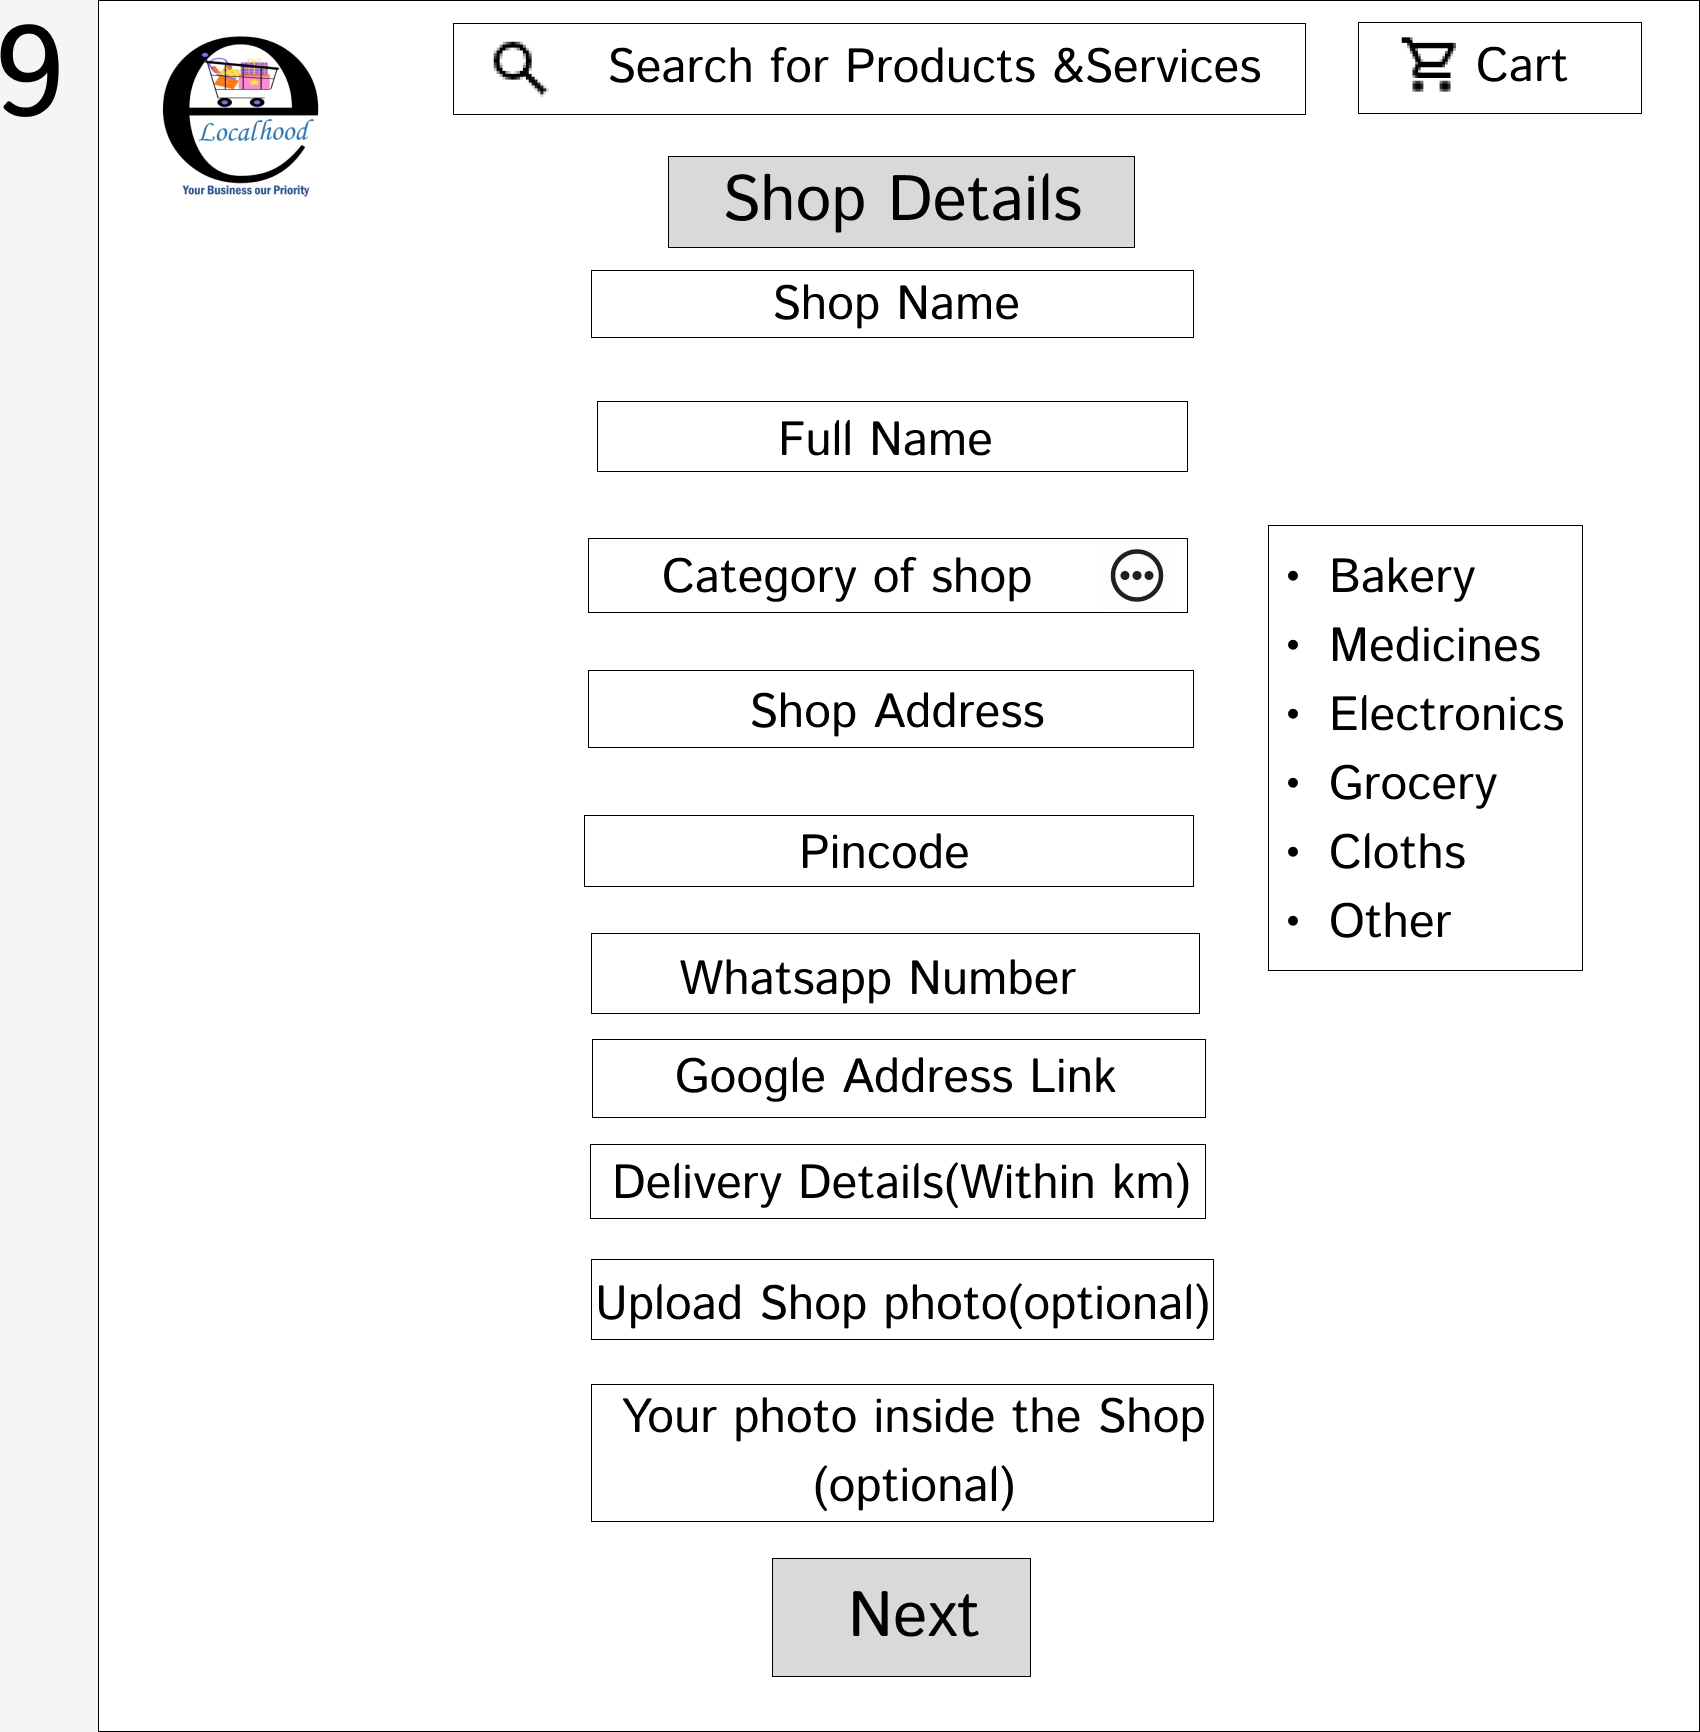 9
Search for Products &Services
Cart
Localhood
Your Business our Priority
Shop Details
Shop Name
Full Name
Category of shop
Shop Address
Pincode
Whatsapp Number
Google Address Link
Delivery Details(Within km)
Upload Shop photo(optional)
Your photo inside the Shop
(optional)
Next
• Bakery
• Medicines
• Electronics
• Grocery
• Cloths
• Other